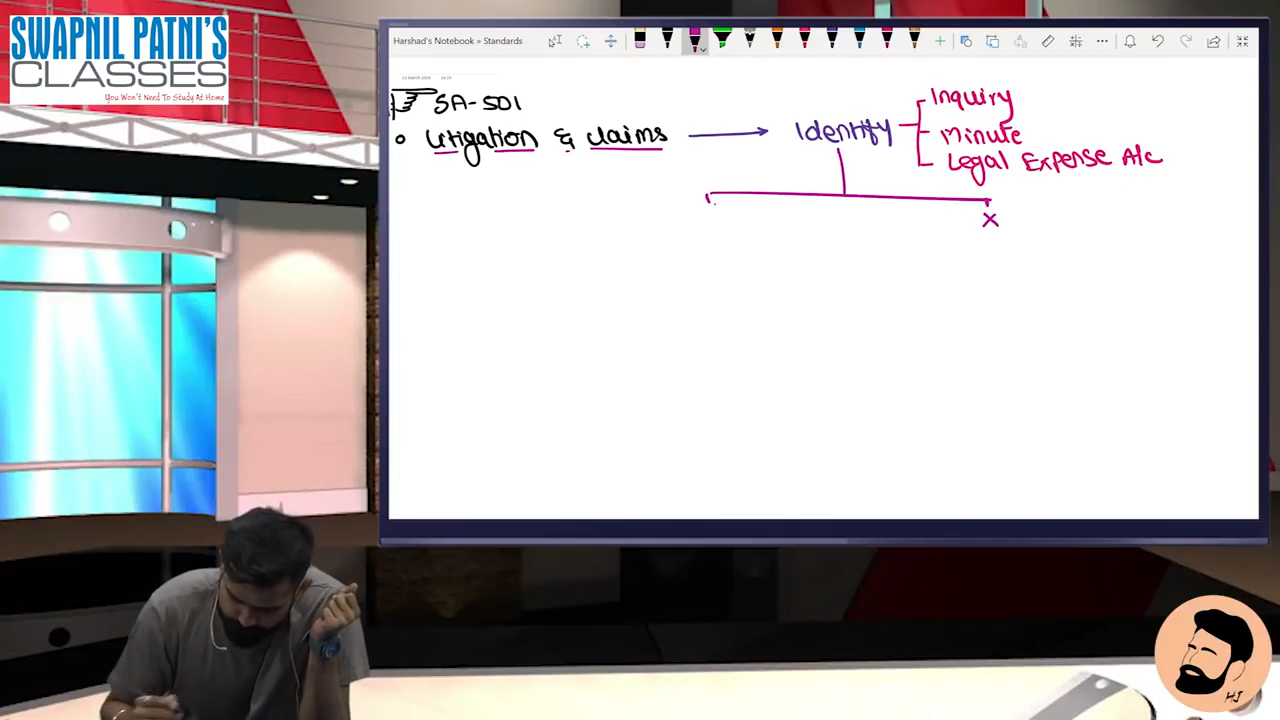 SWAPNIL PATNI'S
CLASSES
You Won't Need To Study At Home
Harshad's Notebook » Standards
SA-501
Litigation & claims
Identify
Inquiry
Minute
Legal Expense A/c
x
HJ